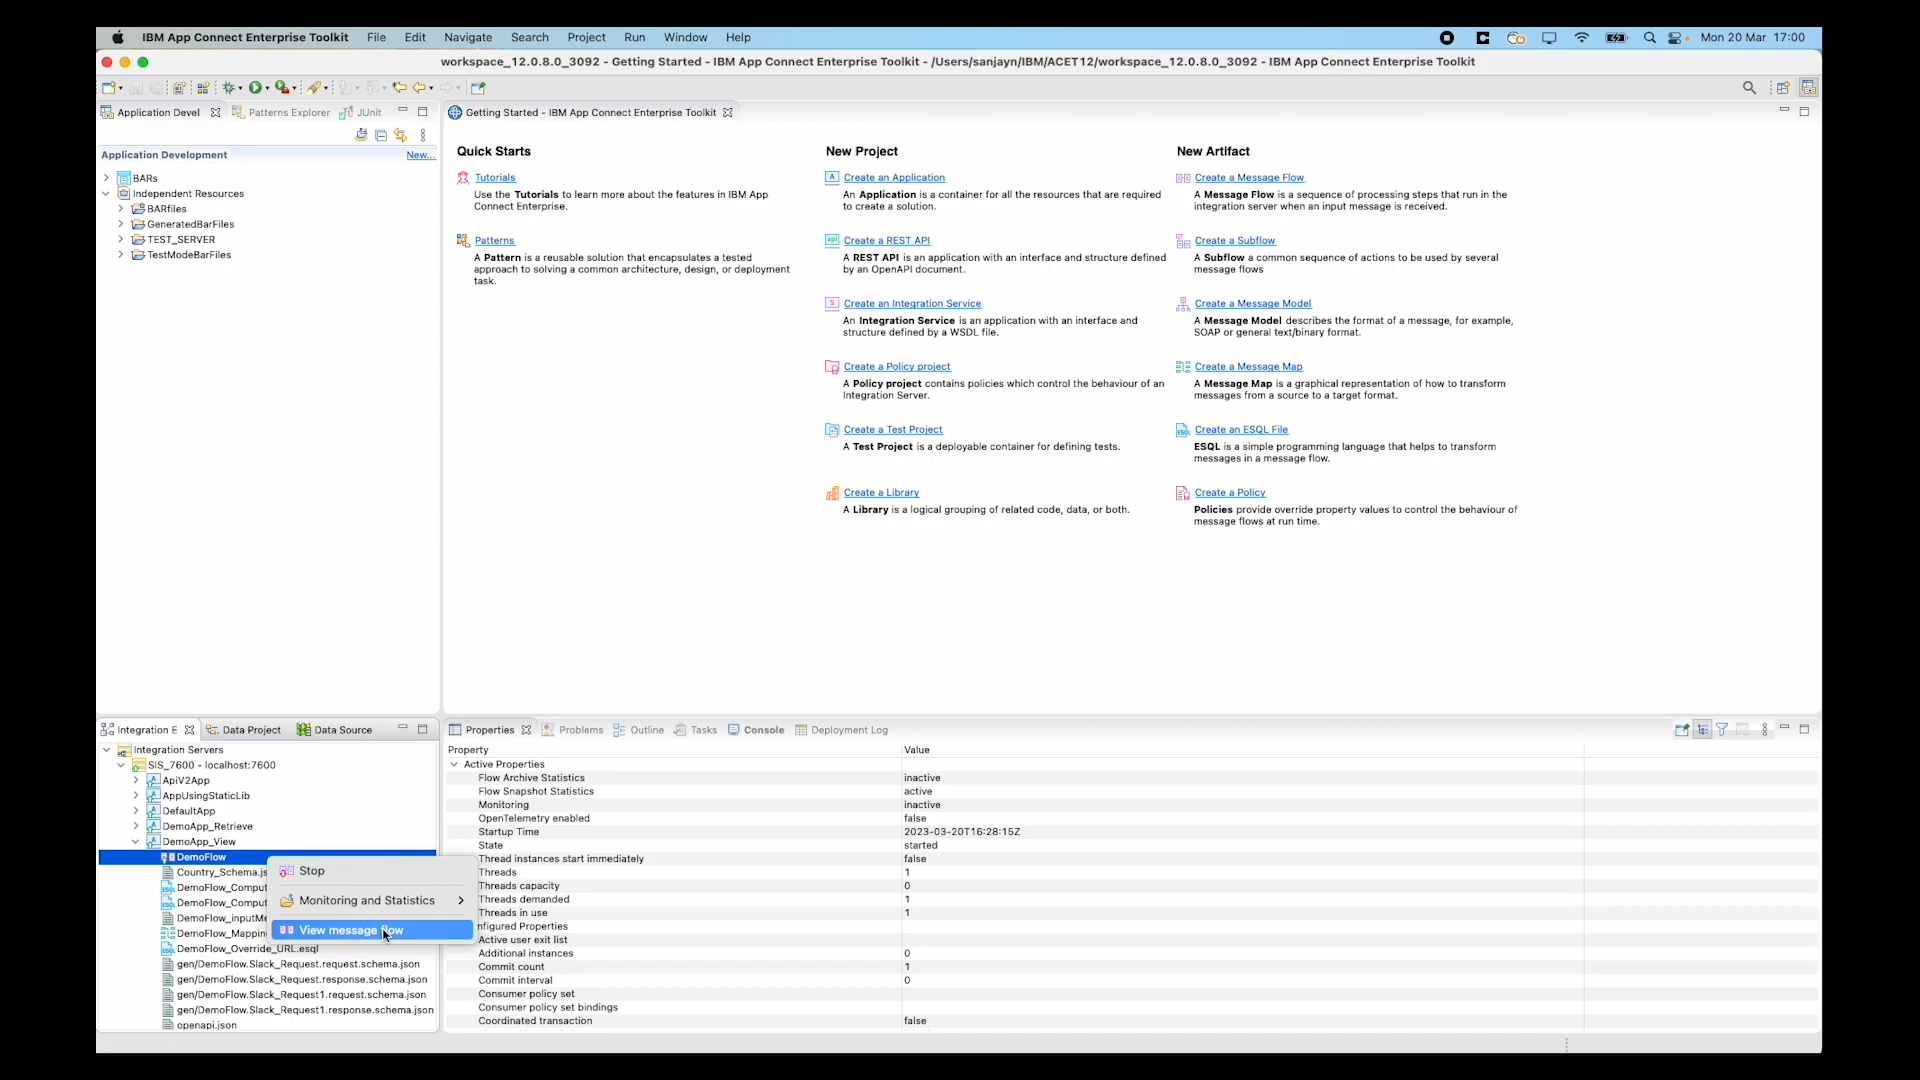 IBM App Connect Enterprise Toolkit File Edit Navigate Search Project Run Window Help Mon 20 Mar 17:00
workspace_12.0.8.0_3092 - Getting Started - IBM App Connect Enterprise Toolkit - /Users/sanjayn/IBM/ACET12/workspace_12.0.8.0_3092 - IBM App Connect Enterprise Toolkit
Application Devel Patterns Explorer JUnit
Application Development New...
BARs
Independent Resources
BARfiles
GeneratedBarFiles
TEST_SERVER
TestModeBarFiles
Getting Started - IBM App Connect Enterprise Toolkit
Quick Starts
Tutorials
Use the Tutorials to learn more about the features in IBM App
Connect Enterprise.
Patterns
A Pattern is a reusable solution that encapsulates a tested
approach to solving a common architecture, design, or deployment
task.
New Project
Create an Application
An Application is a container for all the resources that are required
to create a solution.
Create a REST API
A REST API is an application with an interface and structure defined
by an OpenAPI document.
Create an Integration Service
An Integration Service is an application with an interface and
structure defined by a WSDL file.
Create a Policy project
A Policy project contains policies which control the behaviour of an
Integration Server.
Create a Test Project
A Test Project is a deployable container for defining tests.
Create a Library
A Library is a logical grouping of related code, data, or both.
New Artifact
Create a Message Flow
A Message Flow is a sequence of processing steps that run in the
integration server when an input message is received.
Create a Subflow
A Subflow a common sequence of actions to be used by several
message flows
Create a Message Model
A Message Model describes the format of a message, for example,
SOAP or general text/binary format.
Create a Message Map
A Message Map is a graphical representation of how to transform
messages from a source to a target format.
Create an ESQL File
ESQL is a simple programming language that helps to transform
messages in a message flow.
Create a Policy
Policies provide override property values to control the behaviour of
message flows at run time.
Integration E Data Project Data Source
Integration Servers
SIS_7600 - localhost:7600
ApiV2App
AppUsingStaticLib
DefaultApp
DemoApp_Retrieve
DemoApp_View
DemoFlow
Country_Schema.js
DemoFlow_Comput
DemoFlow_Comput
DemoFlow_inputMe
DemoFlow_Mapping
DemoFlow_Override_URL.esql
gen/DemoFlow.Slack_Request.request.schema.json
gen/DemoFlow.Slack_Request.response.schema.json
gen/DemoFlow.Slack_Request1.request.schema.json
gen/DemoFlow.Slack_Request1.response.schema.json
openapi.json
Stop
Monitoring and Statistics
View message flow
Properties Problems Outline Tasks Console Deployment Log
Property Value
Active Properties
Flow Archive Statistics inactive
Flow Snapshot Statistics active
Monitoring inactive
OpenTelemetry enabled false
Startup Time 2023-03-20T16:28:15Z
State started
Thread instances start immediately false
Threads 1
Threads capacity 0
Threads demanded 1
Threads in use 1
nfigured Properties
Active user exit list
Additional instances 0
Commit count 1
Commit interval 0
Consumer policy set
Consumer policy set bindings
Coordinated transaction false